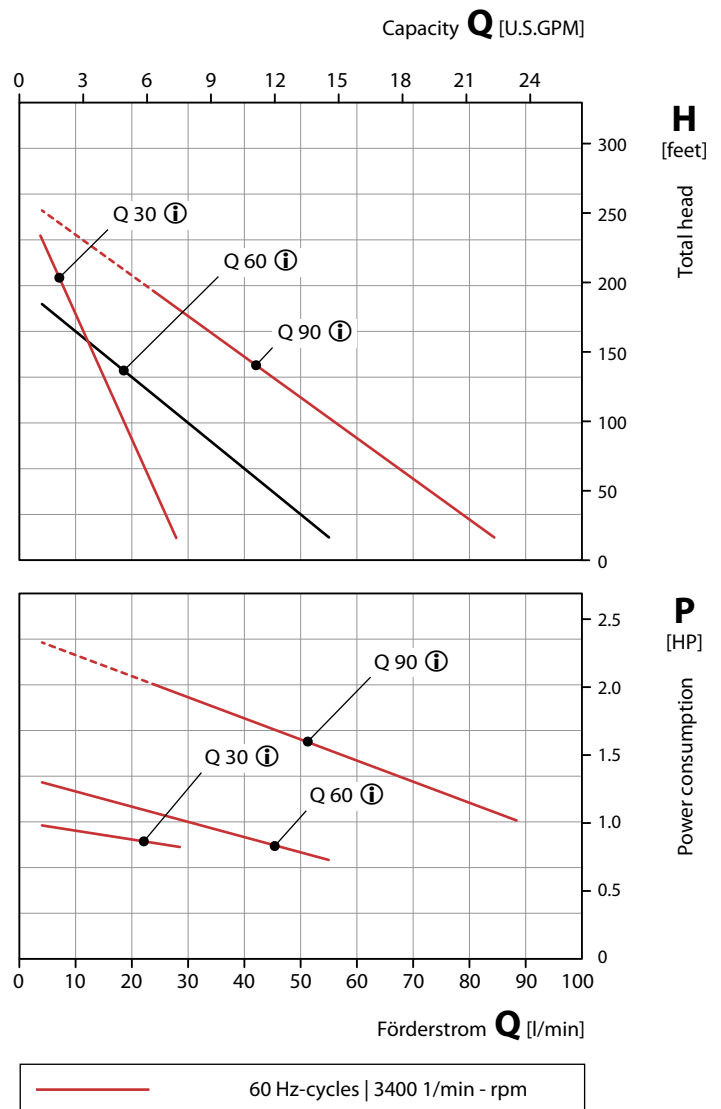 Capacity Q [U.S.GPM]
0 3 6 9 12 15 18 21 24
H
[feet]
Total head
300
250
200
150
100
50
0
Q 30 ⓘ
Q 60 ⓘ
Q 90 ⓘ
P
[HP]
Power consumption
2.5
2.0
1.5
1.0
0.5
0
Q 90 ⓘ
Q 30 ⓘ
Q 60 ⓘ
0 10 20 30 40 50 60 70 80 90 100
Förderstrom Q [l/min]
60 Hz-cycles | 3400 1/min - rpm